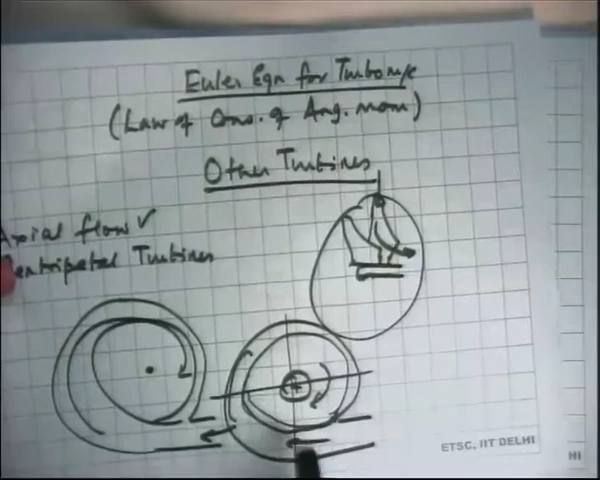 Euler Eqn for Turbom/c
(Law of Cons. of Ang. mom)
Other Turbines
Axial flow ✓
Centripetal Turbines
ETSC, IIT DELHI
HI